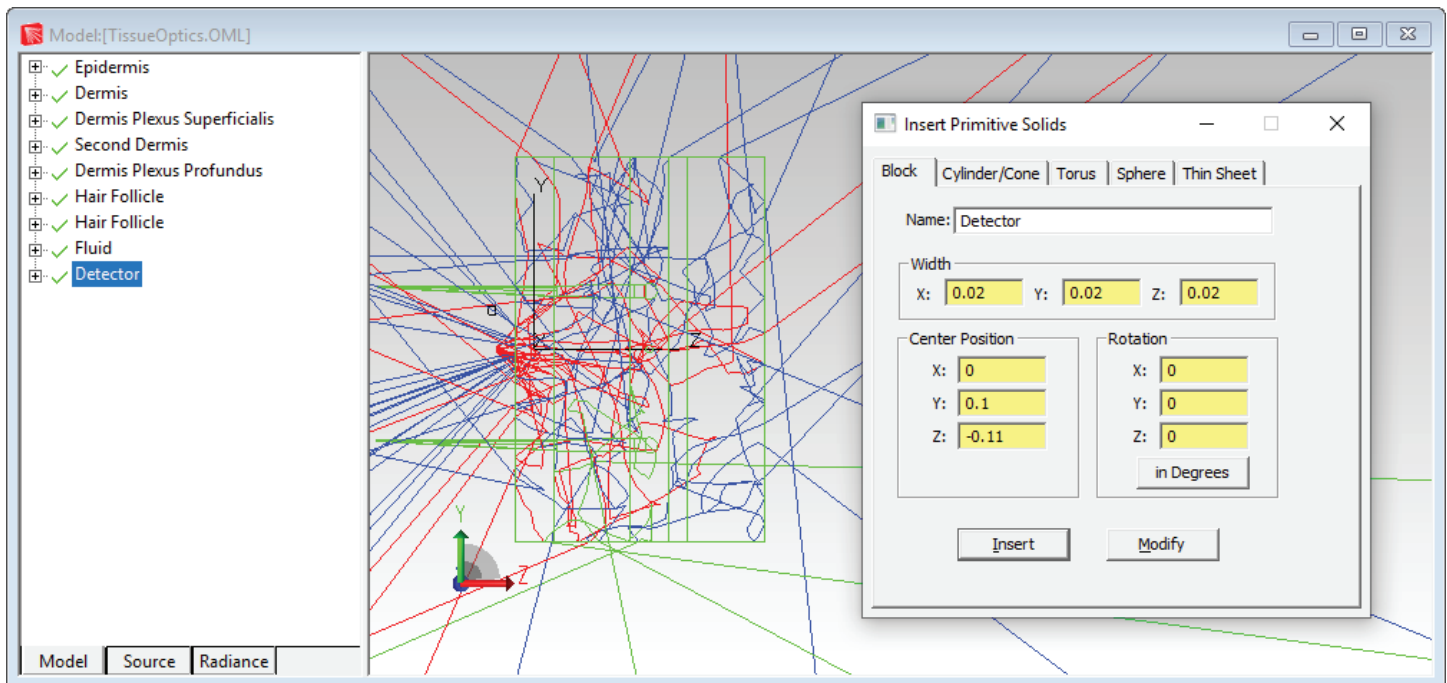 Model:[TissueOptics.OML]
Epidermis
Dermis
Dermis Plexus Superficialis
Second Dermis
Dermis Plexus Profundus
Hair Follicle
Hair Follicle
Fluid
Detector
Model Source Radiance
Y
Z
X
Y
Z
Insert Primitive Solids
Block Cylinder/Cone Torus Sphere Thin Sheet
Name: Detector
Width
X: 0.02 Y: 0.02 Z: 0.02
Center Position Rotation
X: 0 X: 0
Y: 0.1 Y: 0
Z: -0.11 Z: 0
in Degrees
Insert Modify